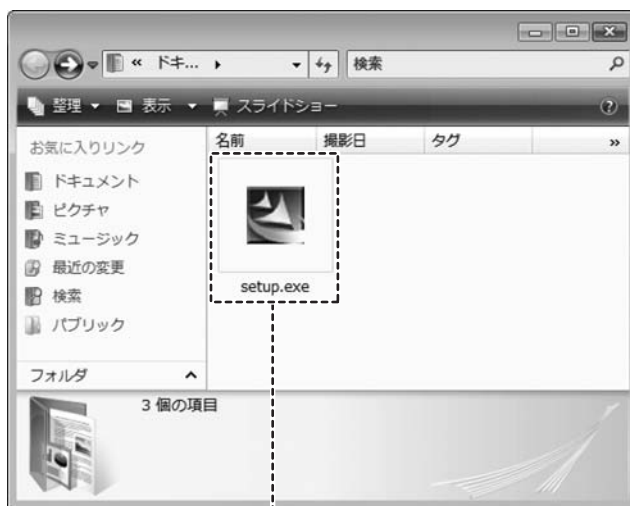 « ドキ...
検索
整理 表示 スライドショー
お気に入りリンク
名前 撮影日 タグ »
ドキュメント
ピクチャ
ミュージック
最近の変更
検索
パブリック
setup.exe
フォルダ
3 個の項目